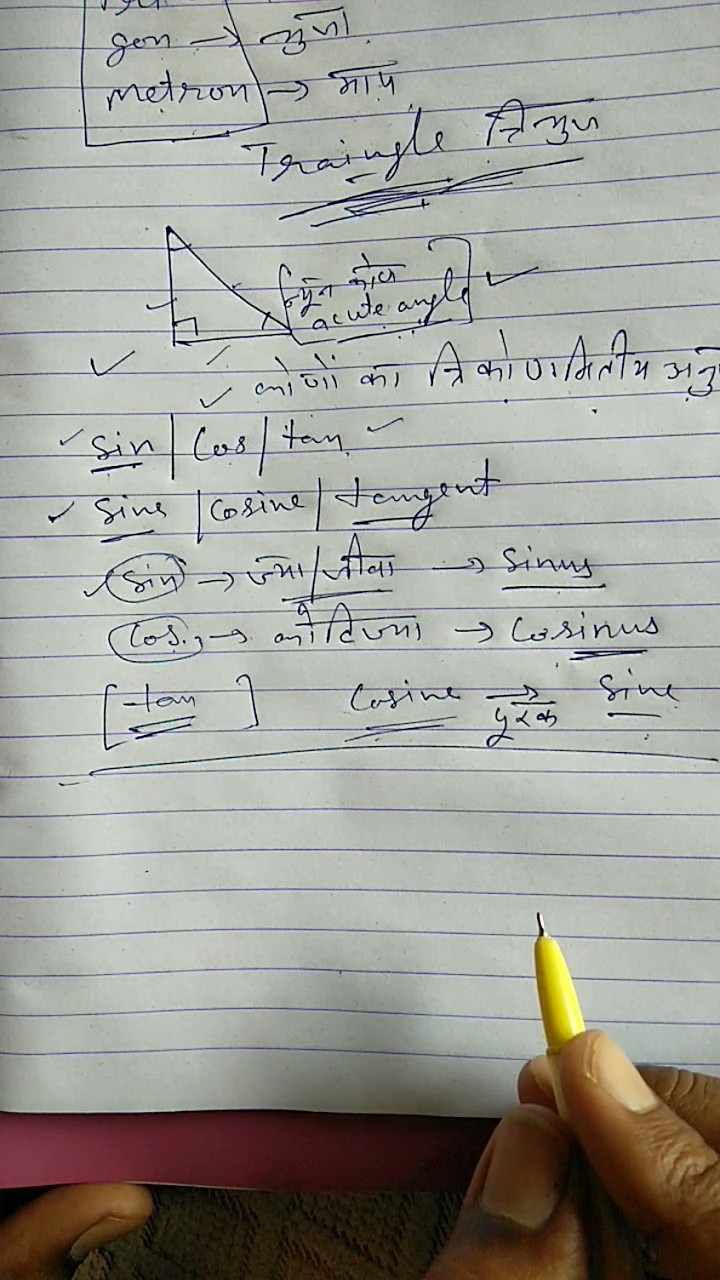 gon → भुजा
metron → माप
Traingle त्रिभुज
न्यून कोण
acute angle
कोणों का त्रिकोणमितीय अनु
sin | Cos | tan
Sine | Cosine | tangent
Sin → ज्या / जीवा → Sinus
Cos. → कोटिज्या → Cosinus
[tan] Cosine → Sine
पूरक